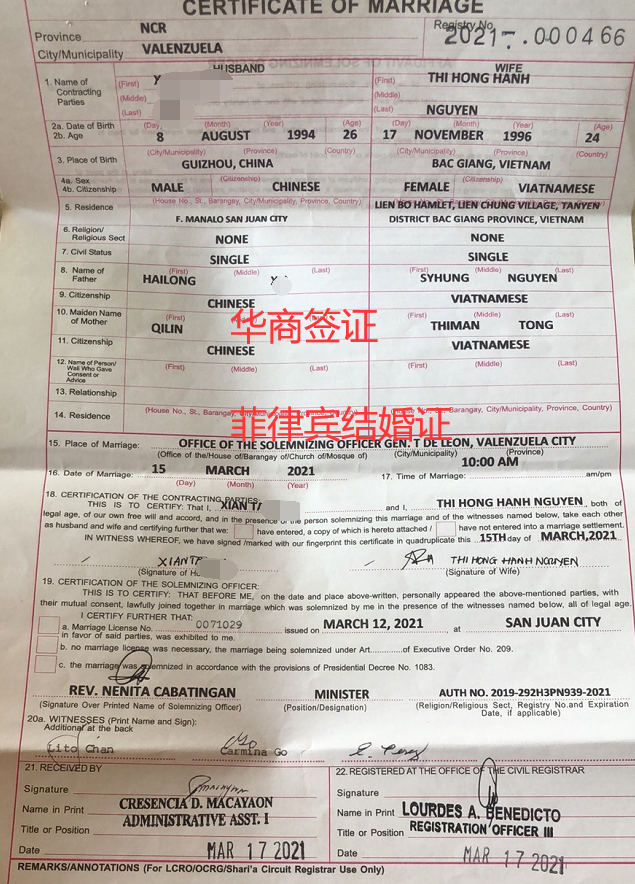 CERTIFICATE OF MARRIAGE
Province NCR Registry No.
City/Municipality VALENZUELA 2021-.000466
HUSBAND WIFE
1. Name of Contracting Parties (First) Y (First) THI HONG HANH
(Middle) (Middle)
(Last) (Last) NGUYEN
2a. Date of Birth (Day) (Month) (Year) (Age) (Day) (Month) (Year) (Age)
2b. Age 8 AUGUST 1994 26 17 NOVEMBER 1996 24
3. Place of Birth (City/Municipality) (Province) (Country) (City/Municipality) (Province) (Country)
GUIZHOU, CHINA BAC GIANG, VIETNAM
4a. Sex (Citizenship) (Citizenship)
4b. Citizenship MALE CHINESE FEMALE VIATNAMESE
5. Residence (House No., St., Barangay, City/Municipality, Province, Country) LIEN BO HAMLET, LIEN CHUNG VILLAGE, TANYEN
F. MANALO SAN JUAN CITY DISTRICT BAC GIANG PROVINCE, VIETNAM
6. Religion/Religious Sect NONE NONE
7. Civil Status SINGLE SINGLE
8. Name of Father (First) (Middle) (Last) (First) (Middle) (Last)
HAILONG Y SYHUNG NGUYEN
9. Citizenship CHINESE VIATNAMESE
10. Maiden Name of Mother (First) (Middle) (Last) (First) (Middle) (Last)
QILIN THIMAN TONG
华商签证
11. Citizenship CHINESE VIATNAMESE
12. Name of Person/Wali Who Gave Consent or Advice (First) (Middle) (Last) (First) (Middle) (Last)
13. Relationship
14. Residence (House No., St., Barangay, City/Municipality, Province, Country)
菲律宾结婚证
15. Place of Marriage: OFFICE OF THE SOLEMNIZING OFFICER GEN. T DE LEON, VALENZUELA CITY
(Office of the/House of/Barangay of/Church of/Mosque of) (City/Municipality) (Province)
16. Date of Marriage: 15 MARCH 2021 17. Time of Marriage: 10:00 AM am/pm
(Day) (Month) (Year)
18. CERTIFICATION OF THE CONTRACTING PARTIES:
THIS IS TO CERTIFY: That I, XIAN T and I, THI HONG HANH NGUYEN, both of
legal age, of our own free will and accord, and in the presence of the person solemnizing this marriage and of the witnesses named below, take each other
as husband and wife and certifying further that we: have entered, a copy of which is hereto attached / have not entered into a marriage settlement.
IN WITNESS WHEREOF, we have signed /marked with our fingerprint this certificate in quadruplicate this 15TH day of MARCH,2021
XIANT THI HONG HANH NGUYEN
(Signature of (Signature of Wife)
19. CERTIFICATION OF THE SOLEMNIZING OFFICER:
THIS IS TO CERTIFY: THAT BEFORE ME, on the date and place above-written, personally appeared the above-mentioned parties, with
their mutual consent, lawfully joined together in marriage which was solemnized by me in the presence of the witnesses named below, all of legal age.
I CERTIFY FURTHER THAT:
a. Marriage License No. 0071029 issued on MARCH 12, 2021 at SAN JUAN CITY
in favor of said parties, was exhibited to me.
b. no marriage license was necessary, the marriage being solemnized under Art. of Executive Order No. 209.
c. the marriage was solemnized in accordance with the provisions of Presidential Decree No. 1083.
REV. NENITA CABATINGAN MINISTER AUTH NO. 2019-292H3PN939-2021
(Signature Over Printed Name of Solemnizing Officer) (Position/Designation) (Religion/Religious Sect, Registry No.and Expiration
Date, if applicable)
20a. WITNESSES (Print Name and Sign):
Additional at the back
Lito Chan Carmina Go E. Perez
21. RECEIVED BY 22. REGISTERED AT THE OFFICE OF THE CIVIL REGISTRAR
Signature Signature
Name in Print CRESENCIA D. MACAYAON Name in Print LOURDES A. BENEDICTO
Title or Position ADMINISTRATIVE ASST. I Title or Position REGISTRATION OFFICER III
Date MAR 17 2021 Date MAR 17 2021
REMARKS/ANNOTATIONS (For LCRO/OCRG/Shari'a Circuit Registrar Use Only)